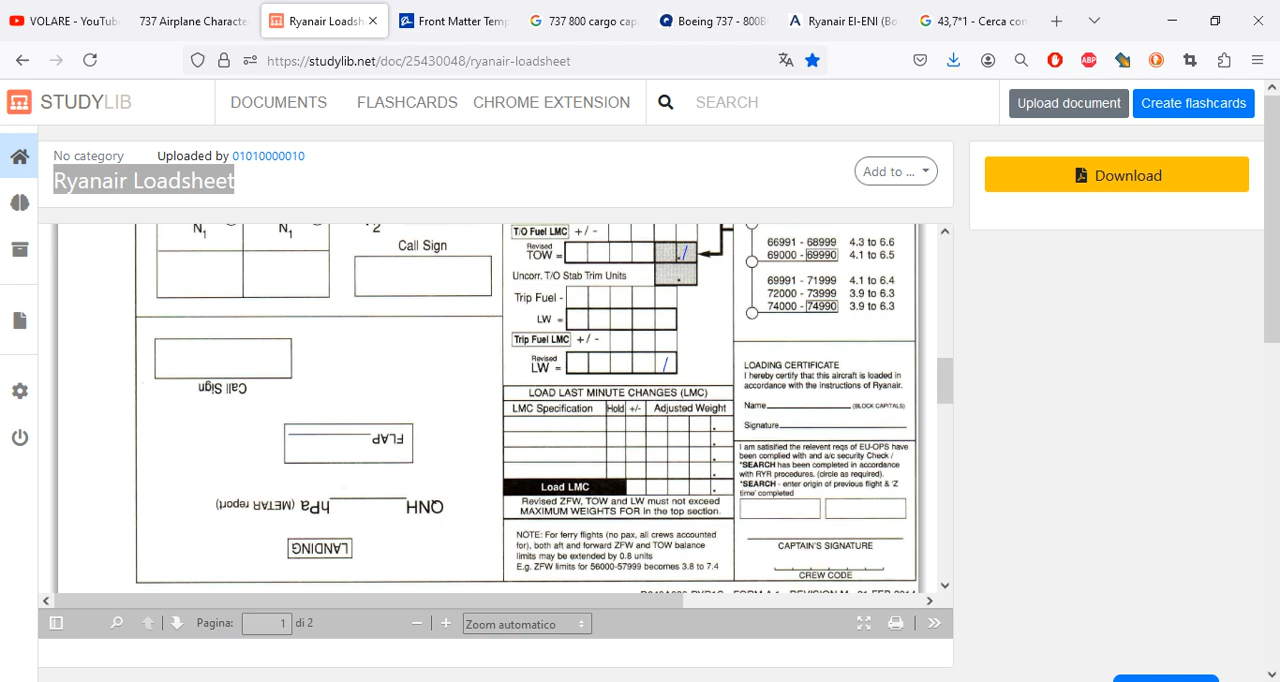 VOLARE - YouTub
737 Airplane Characte
Ryanair Loadsh
Front Matter Temp
737 800 cargo cap
Boeing 737 - 800B
Ryanair EI-ENI (Bo
43,7*1 - Cerca con
https://studylib.net/doc/25430048/ryanair-loadsheet
ABP
STUDYLIB
DOCUMENTS
FLASHCARDS
CHROME EXTENSION
SEARCH
Upload document
Create flashcards
No category
Uploaded by 01010000010
Ryanair Loadsheet
Add to ...
Download
N1
N1
Call Sign
Call Sign
FLAP
QNH hPa (METAR report)
LANDING
T/O Fuel LMC + / -
Revised
TOW = . /
Uncorr. T/O Stab Trim Units .
Trip Fuel -
LW =
Trip Fuel LMC + / -
Revised
LW = /
LOAD LAST MINUTE CHANGES (LMC)
LMC Specification Hold +/- Adjusted Weight
Load LMC
Revised ZFW, TOW and LW must not exceed
MAXIMUM WEIGHTS FOR in the top section.
NOTE: For ferry flights (no pax, all crews accounted
for), both aft and forward ZFW and TOW balance
limits may be extended by 0.8 units
E.g. ZFW limits for 56000-57999 becomes 3.8 to 7.4
66991 - 68999 4.3 to 6.6
69000 - 69990 4.1 to 6.5
69991 - 71999 4.1 to 6.4
72000 - 73999 3.9 to 6.3
74000 - 74990 3.9 to 6.3
LOADING CERTIFICATE
I hereby certify that this aircraft is loaded in
accordance with the instructions of Ryanair.
Name (BLOCK CAPITALS)
Signature
I am satisfied the relevent reqs of EU-OPS have
been complied with and a/c security Check /
*SEARCH has been completed in accordance
with RYR procedures. (circle as required).
*SEARCH - enter origin of previous flight & 'Z
time' completed
CAPTAIN'S SIGNATURE
CREW CODE
Pagina: 1 di 2
Zoom automatico